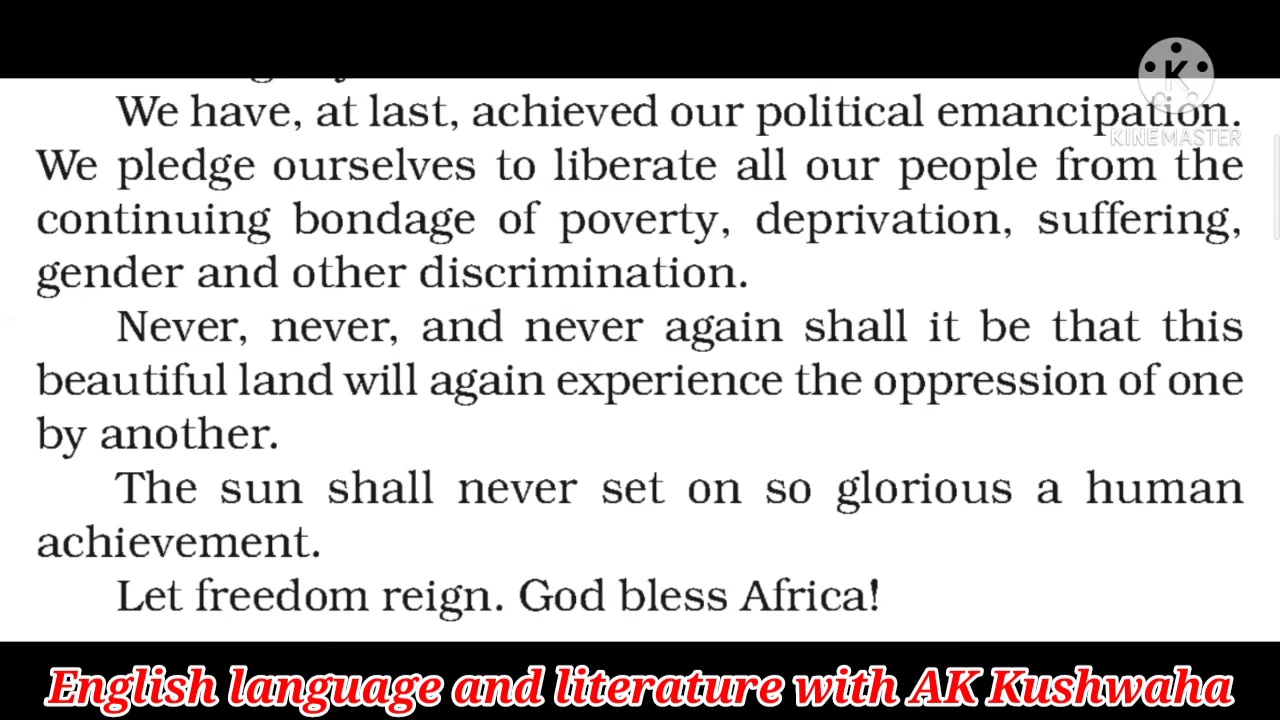 We have, at last, achieved our political emancipation.
We pledge ourselves to liberate all our people from the
continuing bondage of poverty, deprivation, suffering,
gender and other discrimination.
Never, never, and never again shall it be that this
beautiful land will again experience the oppression of one
by another.
The sun shall never set on so glorious a human
achievement.
Let freedom reign. God bless Africa!
K
KINEMASTER
English language and literature with AK Kushwaha